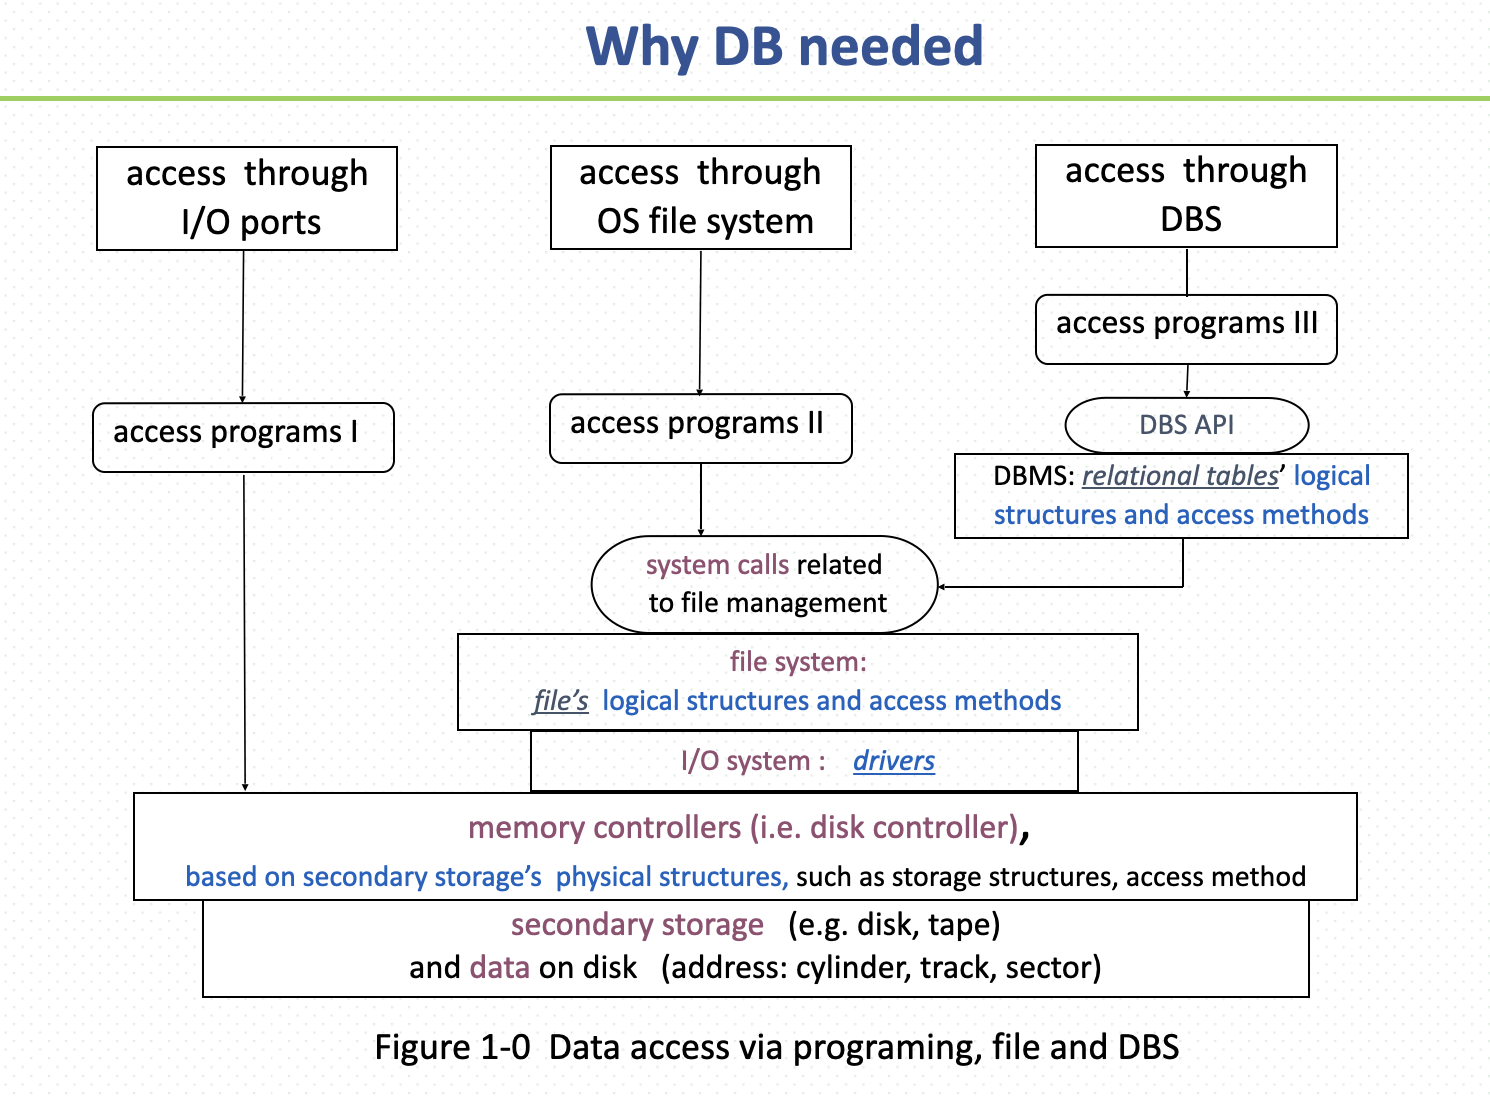 Why DB needed
access through
I/O ports
access through
OS file system
access through
DBS
access programs III
access programs I
access programs II
DBS API
DBMS: relational tables’ logical
structures and access methods
system calls related
to file management
file system:
file’s logical structures and access methods
I/O system : drivers
memory controllers (i.e. disk controller),
based on secondary storage’s physical structures, such as storage structures, access method
secondary storage (e.g. disk, tape)
and data on disk (address: cylinder, track, sector)
Figure 1-0 Data access via programing, file and DBS